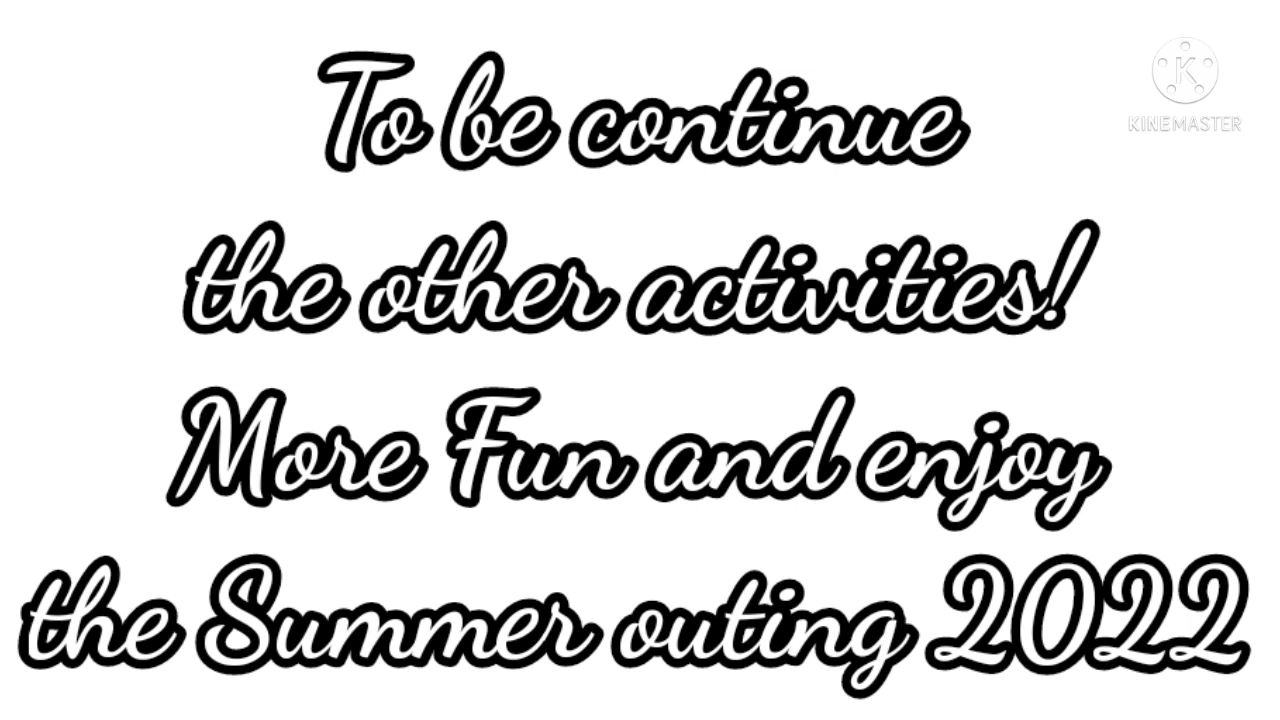 To be continue
KINEMASTER
the other activities!
More Fun and enjoy
the Summer outing 2022